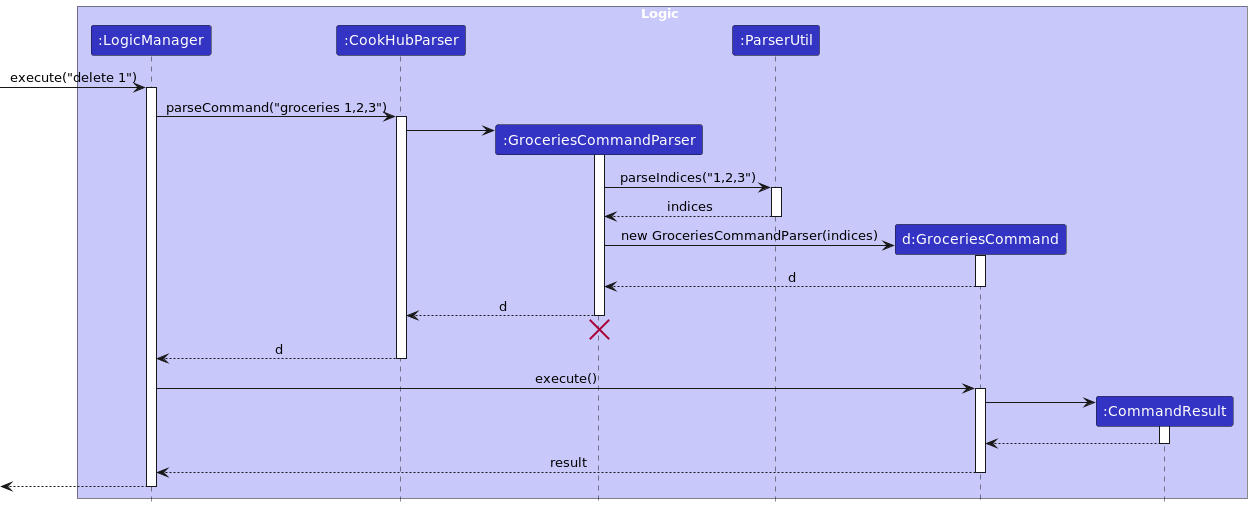 Logic
:LogicManager
:CookHubParser
:ParserUtil
execute("delete 1")
parseCommand("groceries 1,2,3")
:GroceriesCommandParser
parseIndices("1,2,3")
indices
new GroceriesCommandParser(indices)
d:GroceriesCommand
d
d
d
execute()
:CommandResult
result